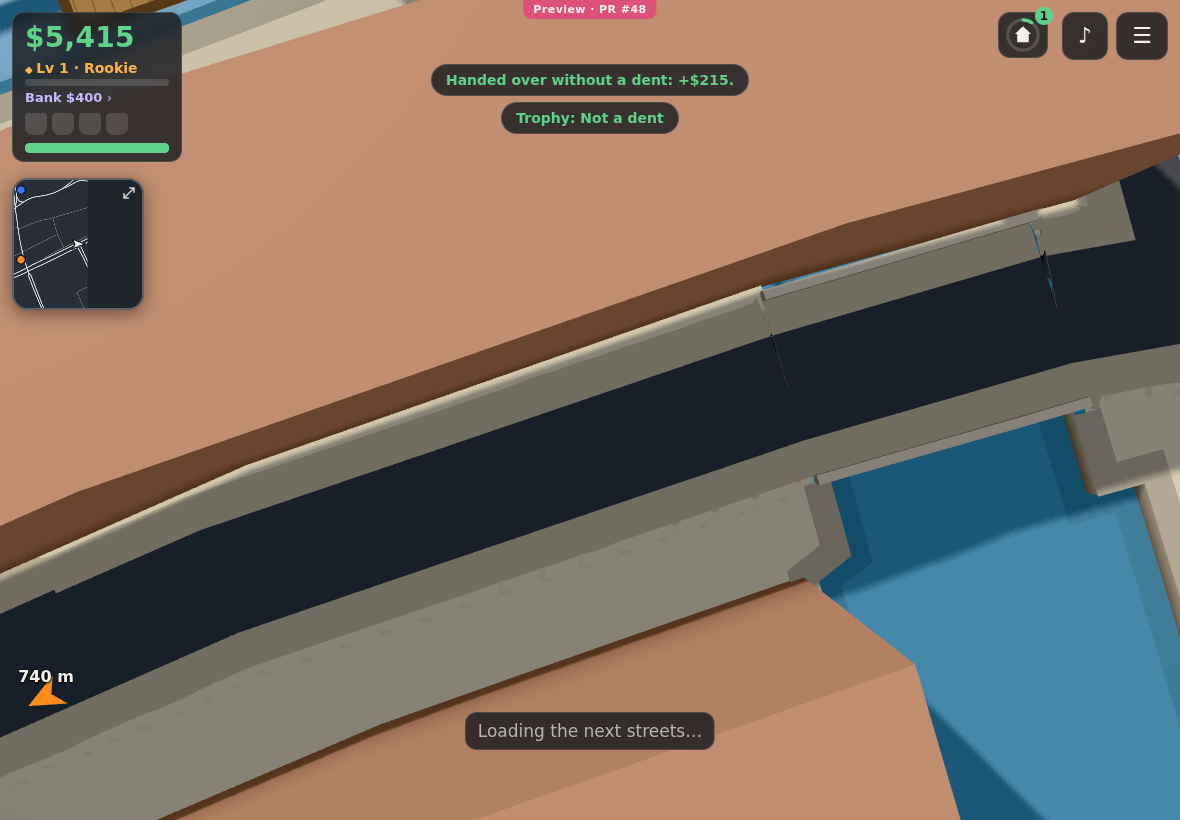 Preview · PR #48
$5,415
Lv 1 · Rookie
Bank $400 ›
1
Handed over without a dent: +$215.
Trophy: Not a dent
740 m
Loading the next streets…